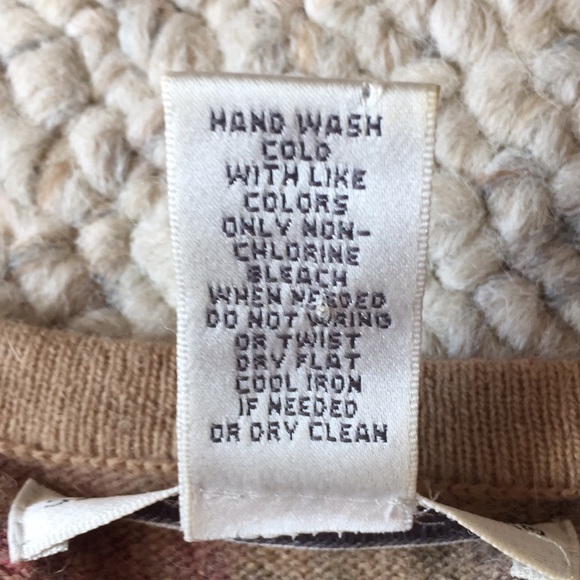 HAND WASH
COLD
WITH LIKE
COLORS
ONLY NON-
CHLORINE
BLEACH
WHEN NEEDED
DO NOT WRING
OR TWIST
DRY FLAT
COOL IRON
IF NEEDED
OR DRY CLEAN